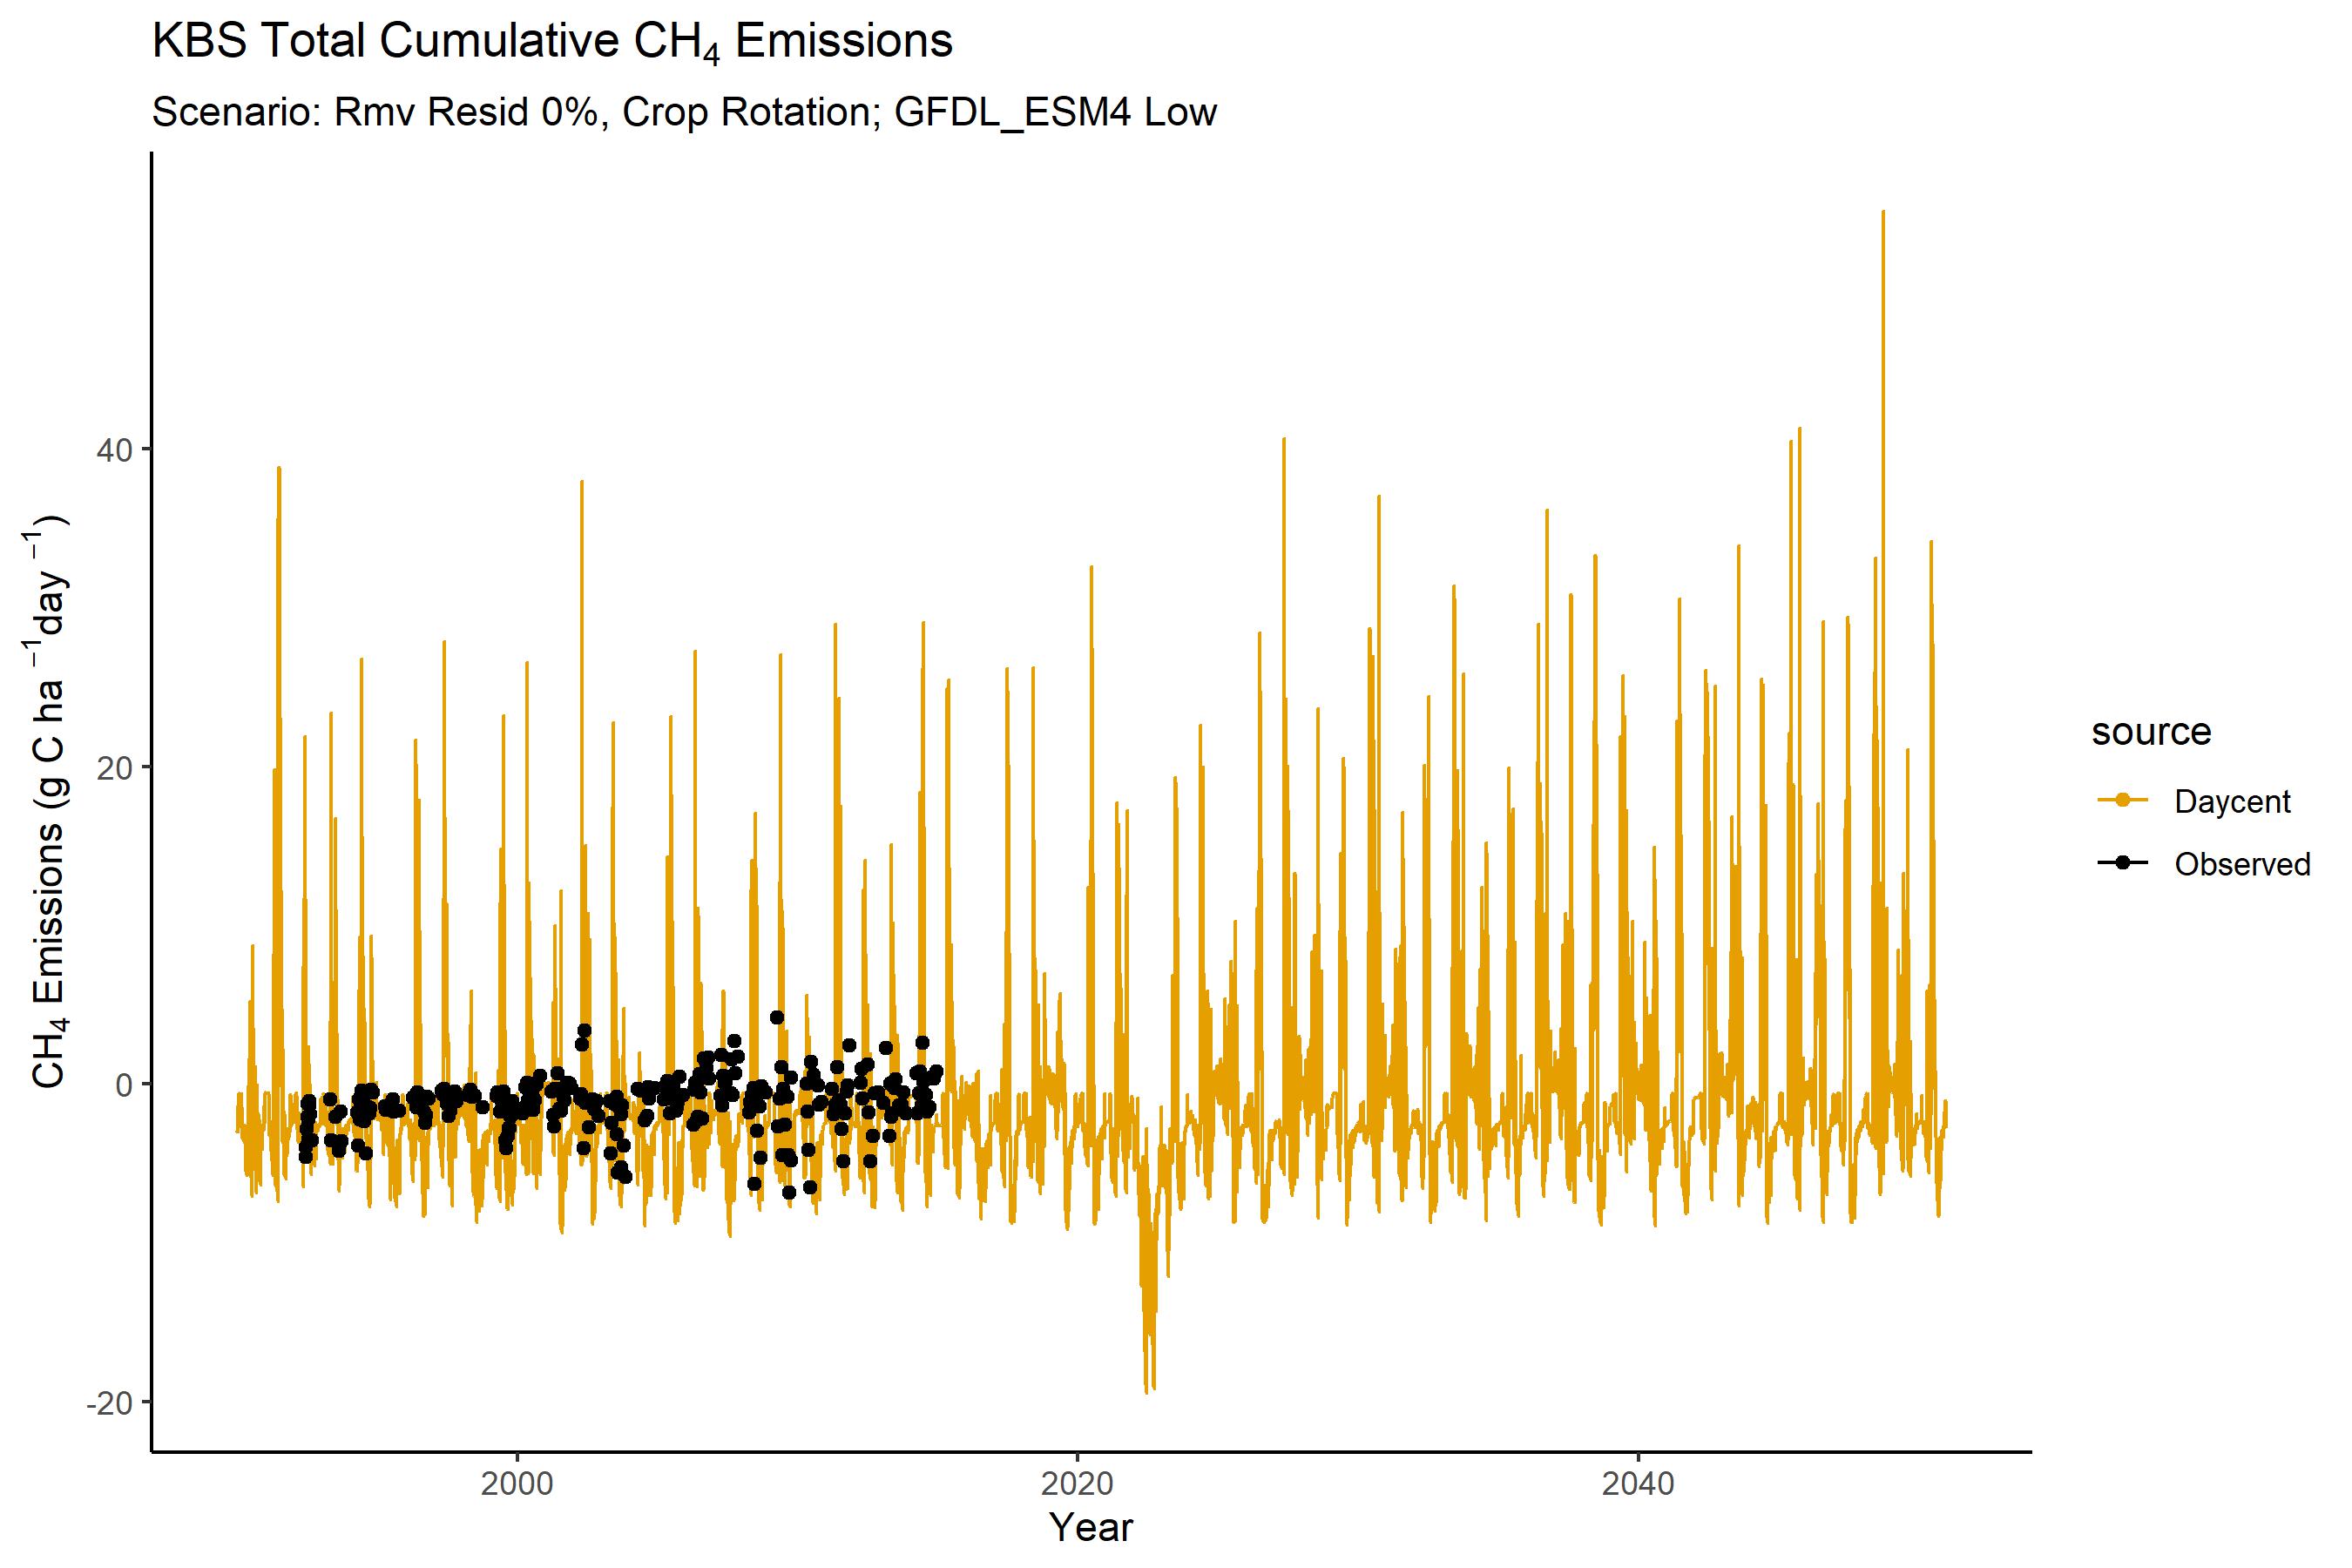 KBS Total Cumulative CH₄ Emissions
Scenario: Rmv Resid 0%, Crop Rotation; GFDL_ESM4 Low
CH₄ Emissions (g C ha ⁻¹day ⁻¹)
40
20
0
-20
2000
2020
2040
Year
source
Daycent
Observed